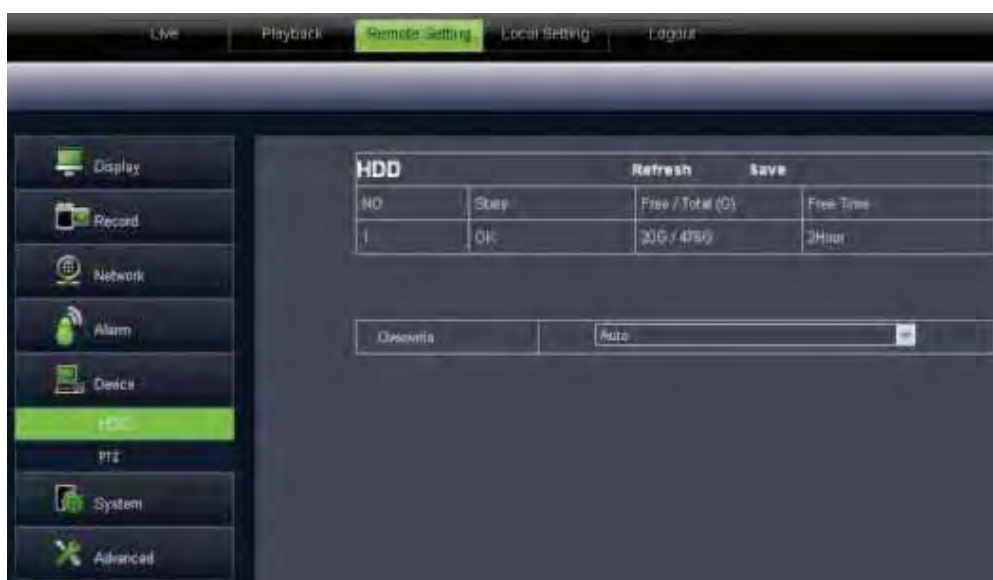 Live Playback Remote Setting Local Setting Logout
Display
Record
Network
Alarm
Device
HDD
PTZ
System
Advanced
HDD Refresh Save
NO Free / Total (G) Free Time
1 OK 20G / 2Hour
Overwrite Auto